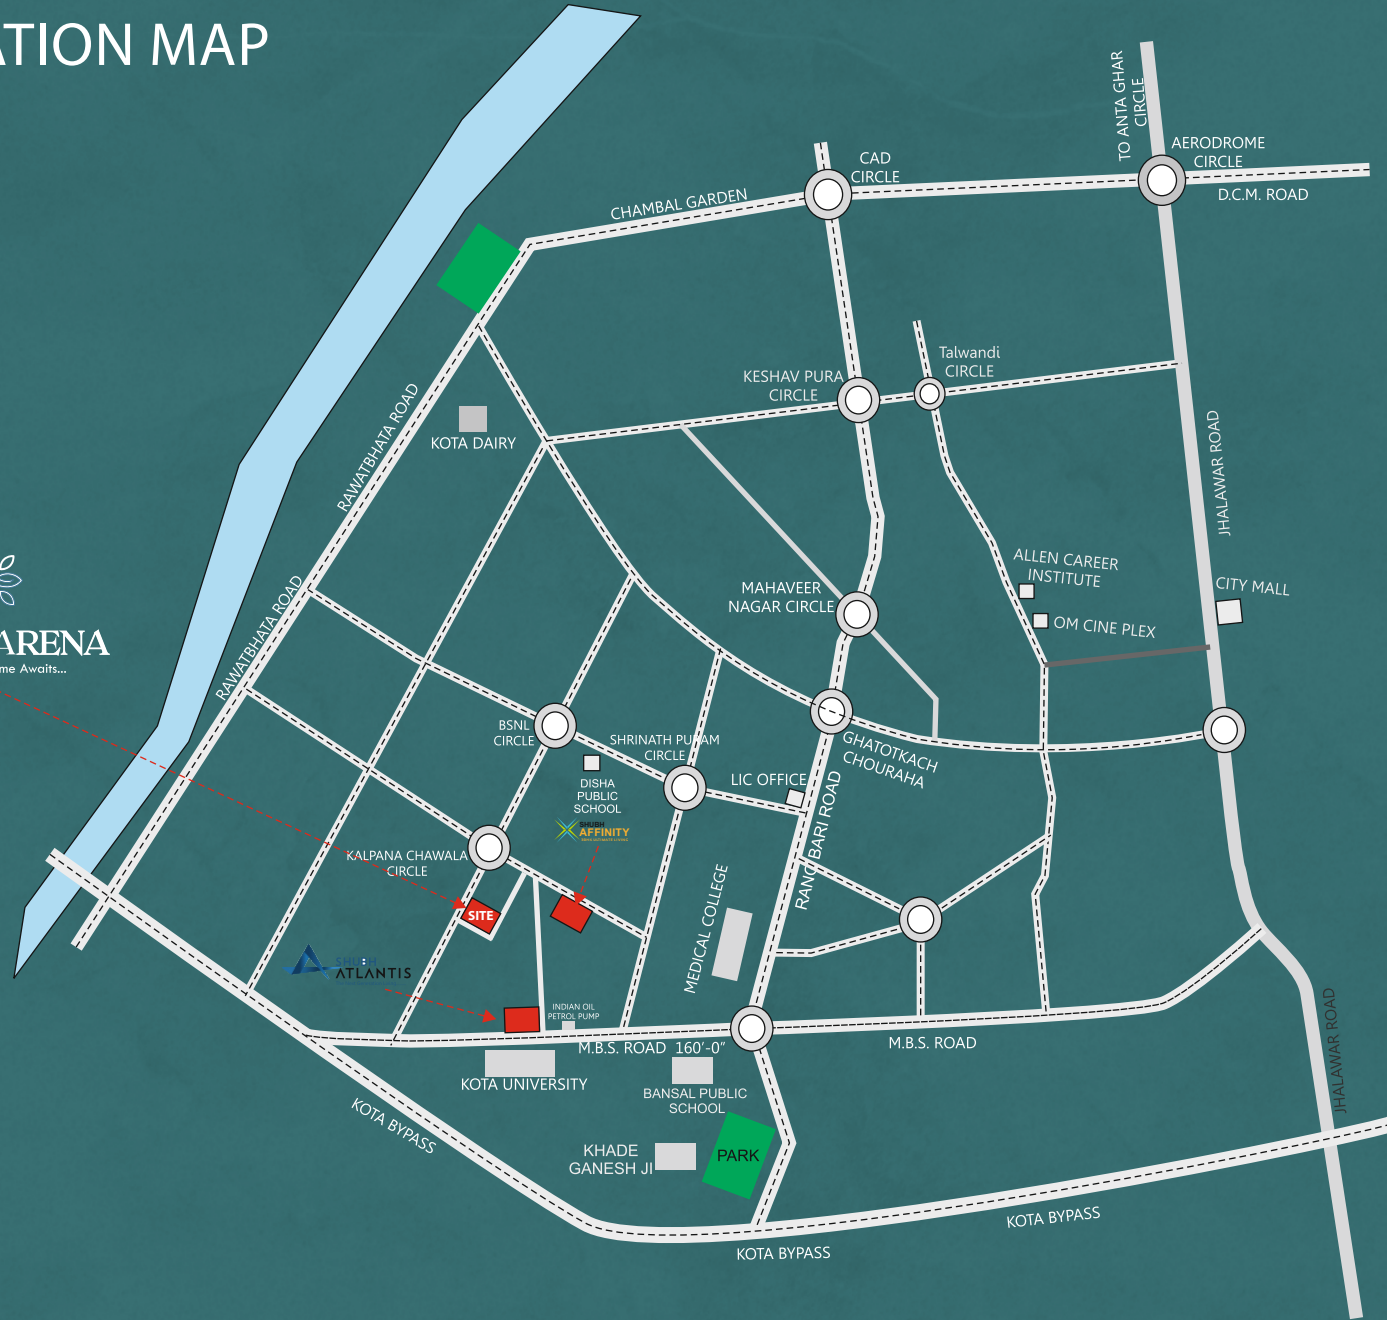 ATION MAP
TO ANTA GHAR
CIRCLE
AERODROME
CIRCLE
D.C.M. ROAD
CAD
CIRCLE
CHAMBAL GARDEN
Talwandi
CIRCLE
KESHAV PURA
CIRCLE
RAWATBHATA ROAD
KOTA DAIRY
JHALAWAR ROAD
ALLEN CAREER
INSTITUTE
CITY MALL
MAHAVEER
NAGAR CIRCLE
OM CINE PLEX
ARENA
me Awaits...
RAWATBHATA ROAD
BSNL
CIRCLE
SHRINATH PURAM
CIRCLE
GHATOTKACH
CHOURAHA
LIC OFFICE
DISHA
PUBLIC
SCHOOL
SHUBH
AFFINITY
RANGBARI ROAD
KALPANA CHAWALA
CIRCLE
MEDICAL COLLEGE
SITE
SHUBH
ATLANTIS
INDIAN OIL
PETROL PUMP
M.B.S. ROAD 160'-0"
M.B.S. ROAD
KOTA UNIVERSITY
BANSAL PUBLIC
SCHOOL
JHALAWAR ROAD
KOTA BYPASS
KHADE
GANESH JI
PARK
KOTA BYPASS
KOTA BYPASS